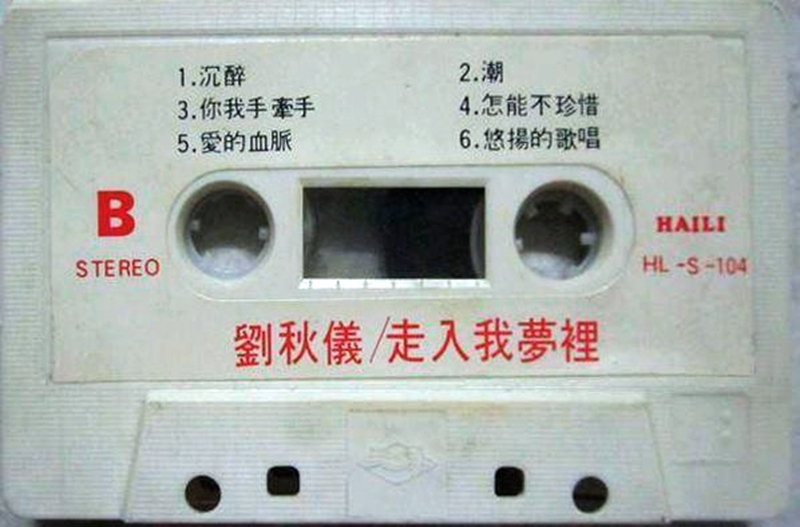 1.沉醉 2.潮
3.你我手牽手 4.怎能不珍惜
5.愛的血脈 6.悠揚的歌唱
B
STEREO
HAILI
HL-S-104
劉秋儀/走入我夢裡